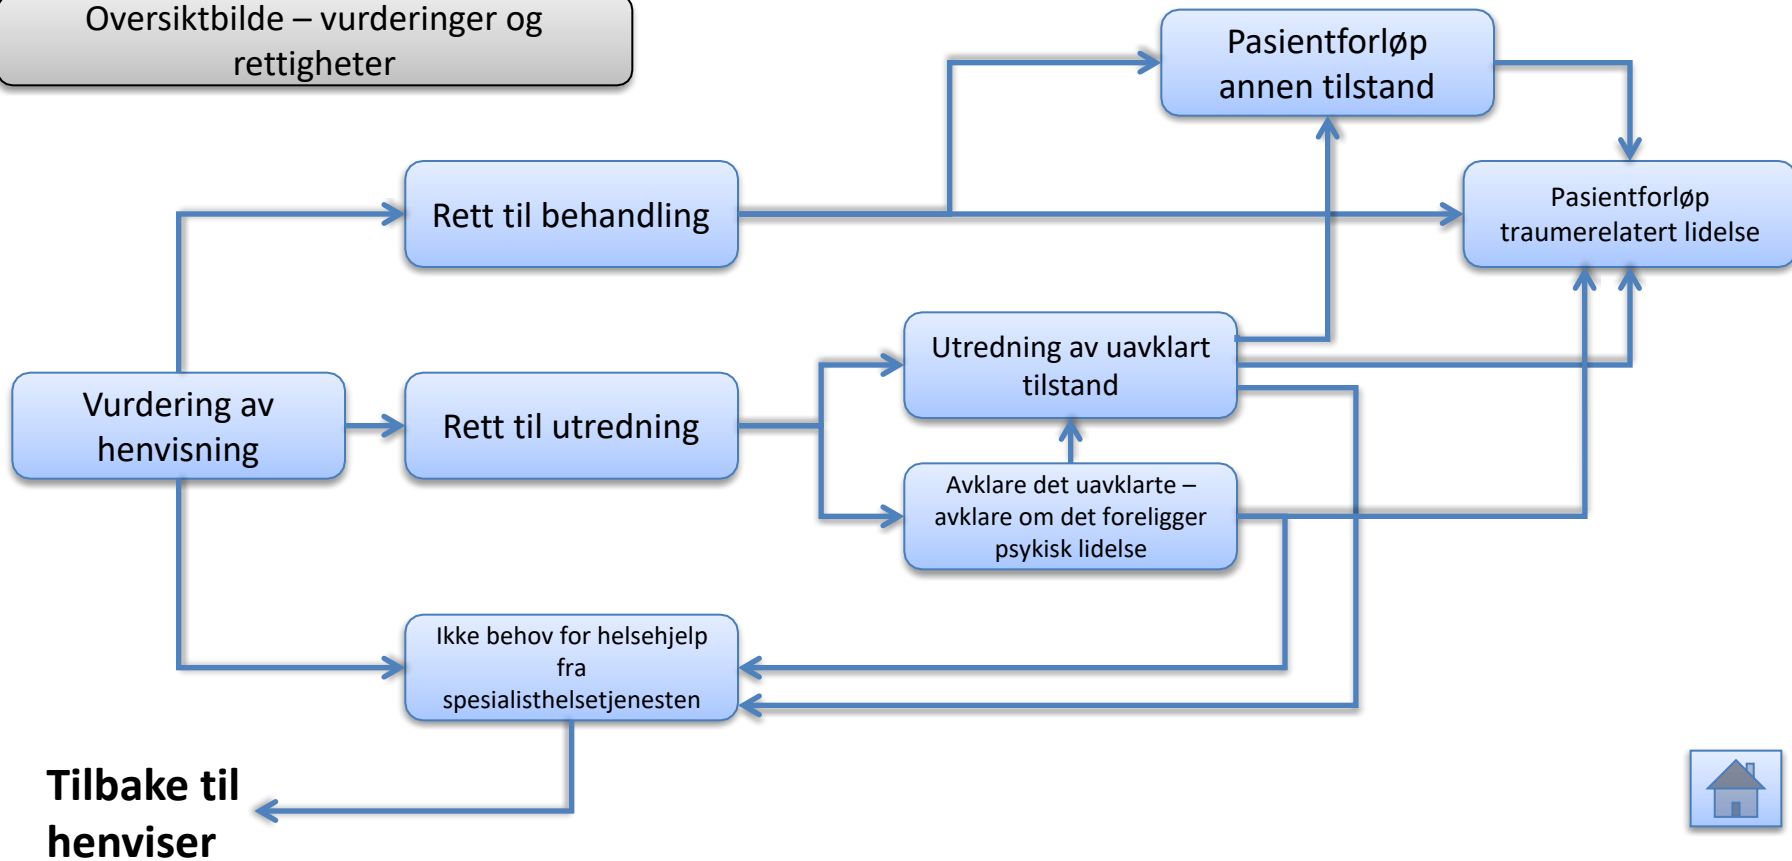 Oversiktbilde – vurderinger og
rettigheter
Pasientforløp
annen tilstand
Rett til behandling
Pasientforløp
traumerelatert lidelse
Utredning av uavklart
tilstand
Vurdering av
henvisning
Rett til utredning
Avklare det uavklarte –
avklare om det foreligger
psykisk lidelse
Ikke behov for helsehjelp
fra
spesialisthelsetjenesten
Tilbake til
henviser